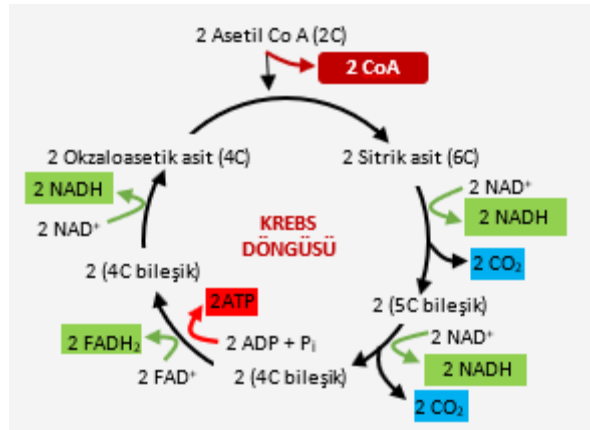 2 Asetil Co A (2C)
2 CoA
2 Okzaloasetik asit (4C)
2 Sitrik asit (6C)
2 NADH
2 NAD⁺
2 NAD⁺
2 NADH
KREBS
DÖNGÜSÜ
2 CO₂
2 (4C bileşik)
2 (5C bileşik)
2ATP
2 FADH₂
2 ADP + Pᵢ
2 NAD⁺
2 FAD⁺
2 (4C bileşik)
2 NADH
2 CO₂